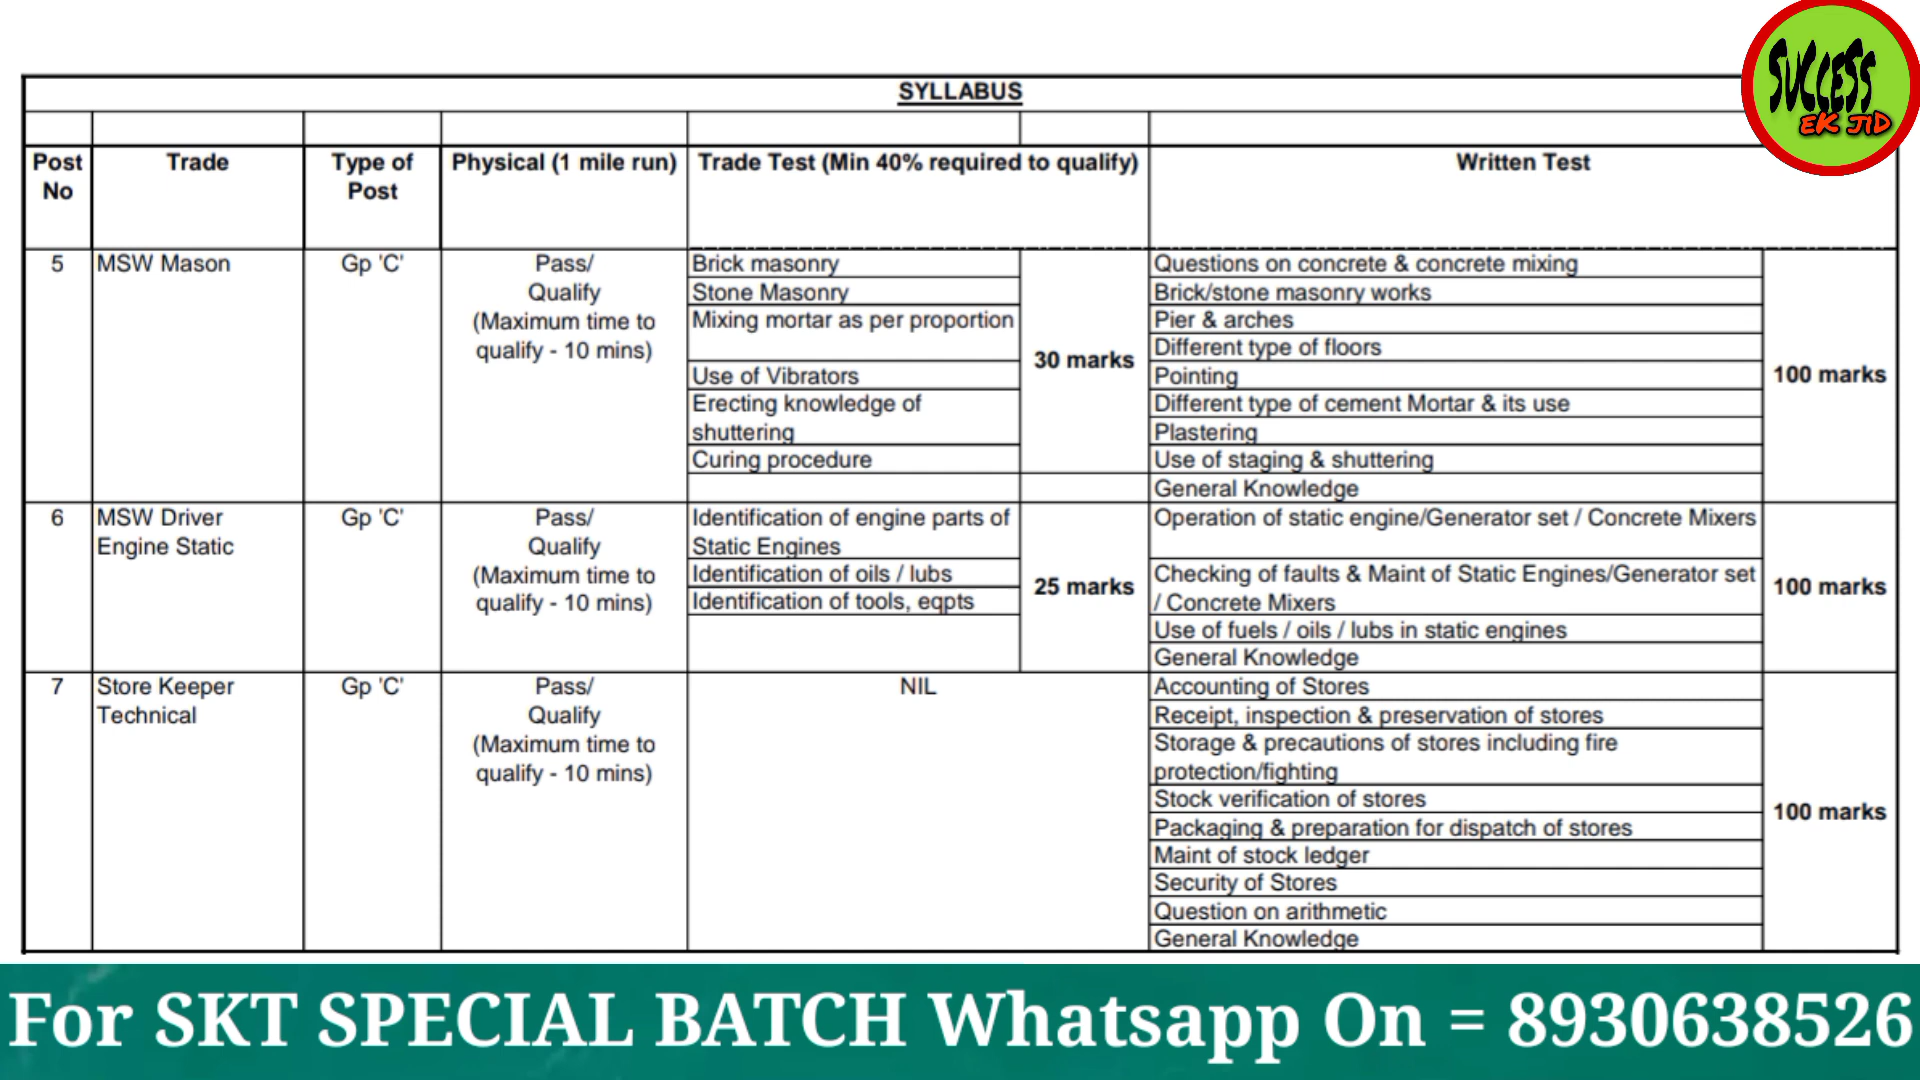 SUCCESS
EK JID
SYLLABUS
Post No
Trade
Type of Post
Physical (1 mile run)
Trade Test (Min 40% required to qualify)
Written Test
5
MSW Mason
Gp 'C'
Pass/
Qualify
(Maximum time to
qualify - 10 mins)
Brick masonry
Stone Masonry
Mixing mortar as per proportion
Use of Vibrators
Erecting knowledge of
shuttering
Curing procedure
30 marks
Questions on concrete & concrete mixing
Brick/stone masonry works
Pier & arches
Different type of floors
Pointing
Different type of cement Mortar & its use
Plastering
Use of staging & shuttering
General Knowledge
100 marks
6
MSW Driver
Engine Static
Gp 'C'
Pass/
Qualify
(Maximum time to
qualify - 10 mins)
Identification of engine parts of
Static Engines
Identification of oils / lubs
Identification of tools, eqpts
25 marks
Operation of static engine/Generator set / Concrete Mixers
Checking of faults & Maint of Static Engines/Generator set
/ Concrete Mixers
Use of fuels / oils / lubs in static engines
General Knowledge
100 marks
7
Store Keeper
Technical
Gp 'C'
Pass/
Qualify
(Maximum time to
qualify - 10 mins)
NIL
Accounting of Stores
Receipt, inspection & preservation of stores
Storage & precautions of stores including fire
protection/fighting
Stock verification of stores
Packaging & preparation for dispatch of stores
Maint of stock ledger
Security of Stores
Question on arithmetic
General Knowledge
100 marks
For SKT SPECIAL BATCH Whatsapp On = 8930638526